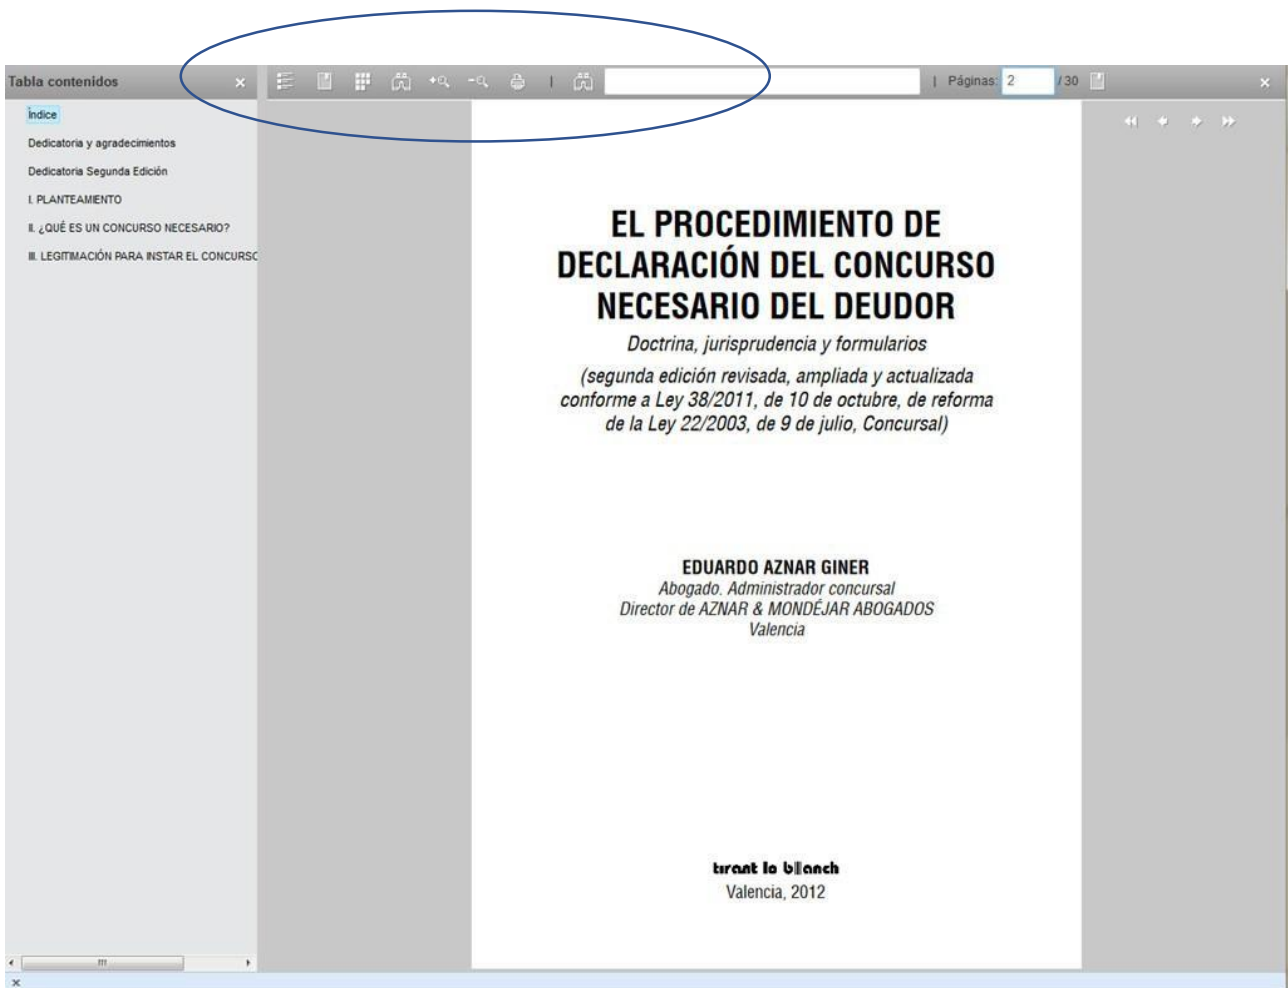 Tabla contenidos
| Páginas: 2 / 30
Índice
Dedicatoria y agradecimientos
Dedicatoria Segunda Edición
I. PLANTEAMIENTO
II. ¿QUÉ ES UN CONCURSO NECESARIO?
III. LEGITIMACIÓN PARA INSTAR EL CONCURSO
EL PROCEDIMIENTO DE
DECLARACIÓN DEL CONCURSO
NECESARIO DEL DEUDOR
Doctrina, jurisprudencia y formularios
(segunda edición revisada, ampliada y actualizada
conforme a Ley 38/2011, de 10 de octubre, de reforma
de la Ley 22/2003, de 9 de julio, Concursal)
EDUARDO AZNAR GINER
Abogado. Administrador concursal
Director de AZNAR & MONDÉJAR ABOGADOS
Valencia
tirant lo blanch
Valencia, 2012